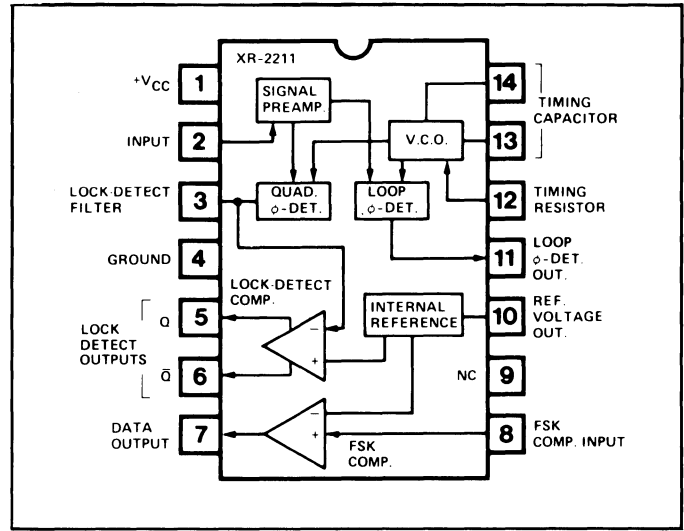 XR-2211
+VCC
1
SIGNAL
PREAMP.
14
TIMING
CAPACITOR
INPUT
2
V.C.O.
13
LOCK-DETECT
FILTER
3
QUAD.
ϕ-DET.
LOOP
ϕ-DET.
12
TIMING
RESISTOR
GROUND
4
11
LOOP
ϕ-DET.
OUT.
LOCK-DETECT
COMP.
INTERNAL
REFERENCE
10
REF.
VOLTAGE
OUT.
LOCK
DETECT
OUTPUTS
Q
5
−
+
Q̅
6
NC
9
DATA
OUTPUT
7
−
+
FSK
COMP.
8
FSK
COMP. INPUT